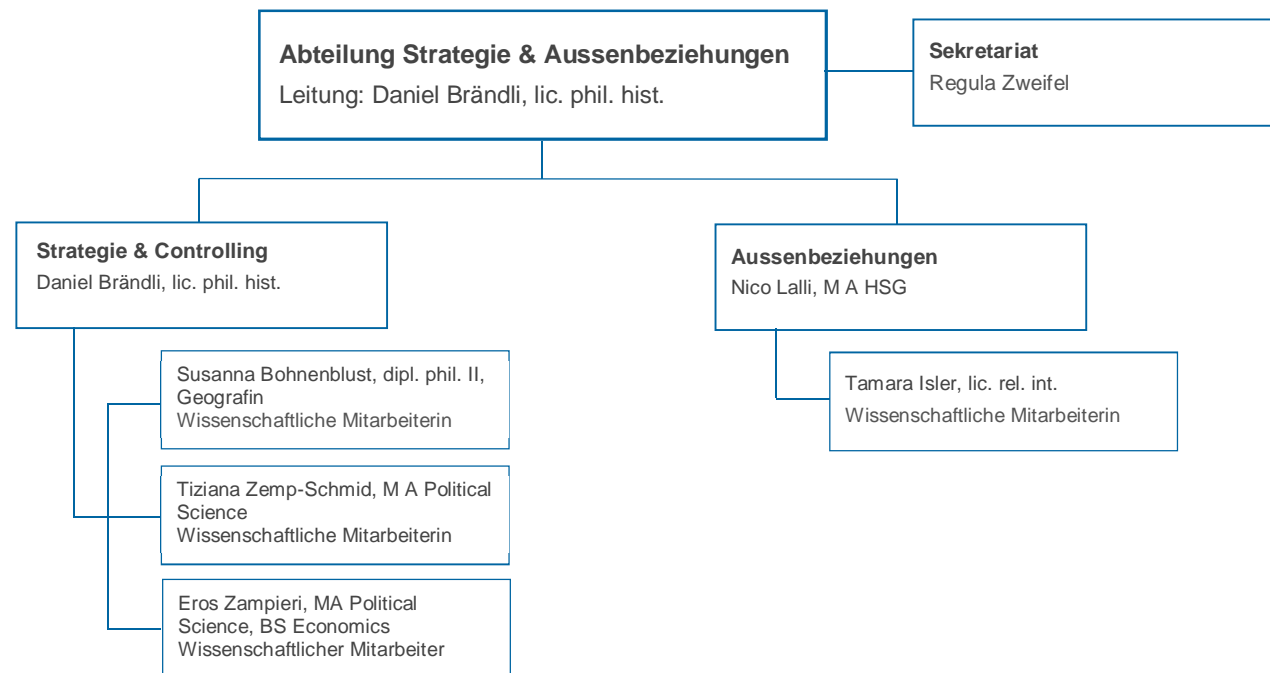 Abteilung Strategie & Aussenbeziehungen
Leitung: Daniel Brändli, lic. phil. hist.
Sekretariat
Regula Zweifel
Strategie & Controlling
Daniel Brändli, lic. phil. hist.
Aussenbeziehungen
Nico Lalli, M A HSG
Susanna Bohnenblust, dipl. phil. II,
Geografin
Wissenschaftliche Mitarbeiterin
Tamara Isler, lic. rel. int.
Wissenschaftliche Mitarbeiterin
Tiziana Zemp-Schmid, M A Political
Science
Wissenschaftliche Mitarbeiterin
Eros Zampieri, MA Political
Science, BS Economics
Wissenschaftlicher Mitarbeiter